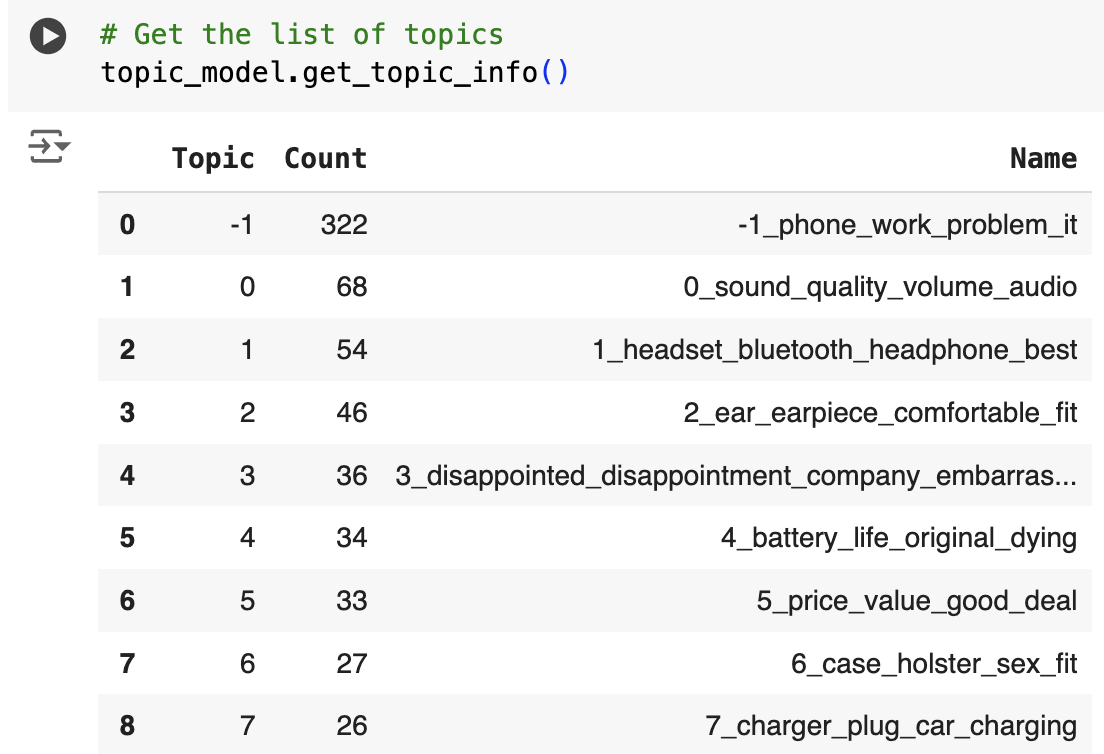 # Get the list of topics
topic_model.get_topic_info()
Topic Count Name
0 -1 322 -1_phone_work_problem_it
1 0 68 0_sound_quality_volume_audio
2 1 54 1_headset_bluetooth_headphone_best
3 2 46 2_ear_earpiece_comfortable_fit
4 3 36 3_disappointed_disappointment_company_embarras...
5 4 34 4_battery_life_original_dying
6 5 33 5_price_value_good_deal
7 6 27 6_case_holster_sex_fit
8 7 26 7_charger_plug_car_charging